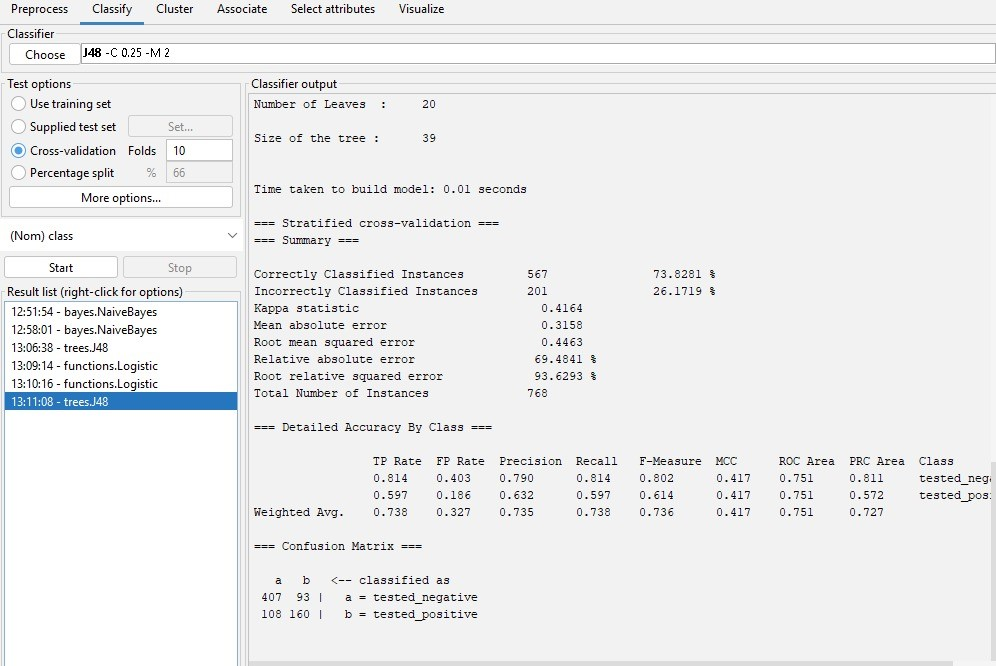 Preprocess Classify Cluster Associate Select attributes Visualize
Classifier
Choose J48 -C 0.25 -M 2
Test options
Use training set
Supplied test set Set...
Cross-validation Folds 10
Percentage split % 66
More options...
(Nom) class
Start Stop
Result list (right-click for options)
12:51:54 - bayes.NaiveBayes
12:58:01 - bayes.NaiveBayes
13:06:38 - trees.J48
13:09:14 - functions.Logistic
13:10:16 - functions.Logistic
13:11:08 - trees.J48
Classifier output
Number of Leaves : 20
Size of the tree : 39
Time taken to build model: 0.01 seconds
=== Stratified cross-validation ===
=== Summary ===
Correctly Classified Instances 567 73.8281 %
Incorrectly Classified Instances 201 26.1719 %
Kappa statistic 0.4164
Mean absolute error 0.3158
Root mean squared error 0.4463
Relative absolute error 69.4841 %
Root relative squared error 93.6293 %
Total Number of Instances 768
=== Detailed Accuracy By Class ===
TP Rate FP Rate Precision Recall F-Measure MCC ROC Area PRC Area Class
0.814 0.403 0.790 0.814 0.802 0.417 0.751 0.811 tested_neg
0.597 0.186 0.632 0.597 0.614 0.417 0.751 0.572 tested_pos
Weighted Avg. 0.738 0.327 0.735 0.738 0.736 0.417 0.751 0.727
=== Confusion Matrix ===
a b <-- classified as
407 93 | a = tested_negative
108 160 | b = tested_positive